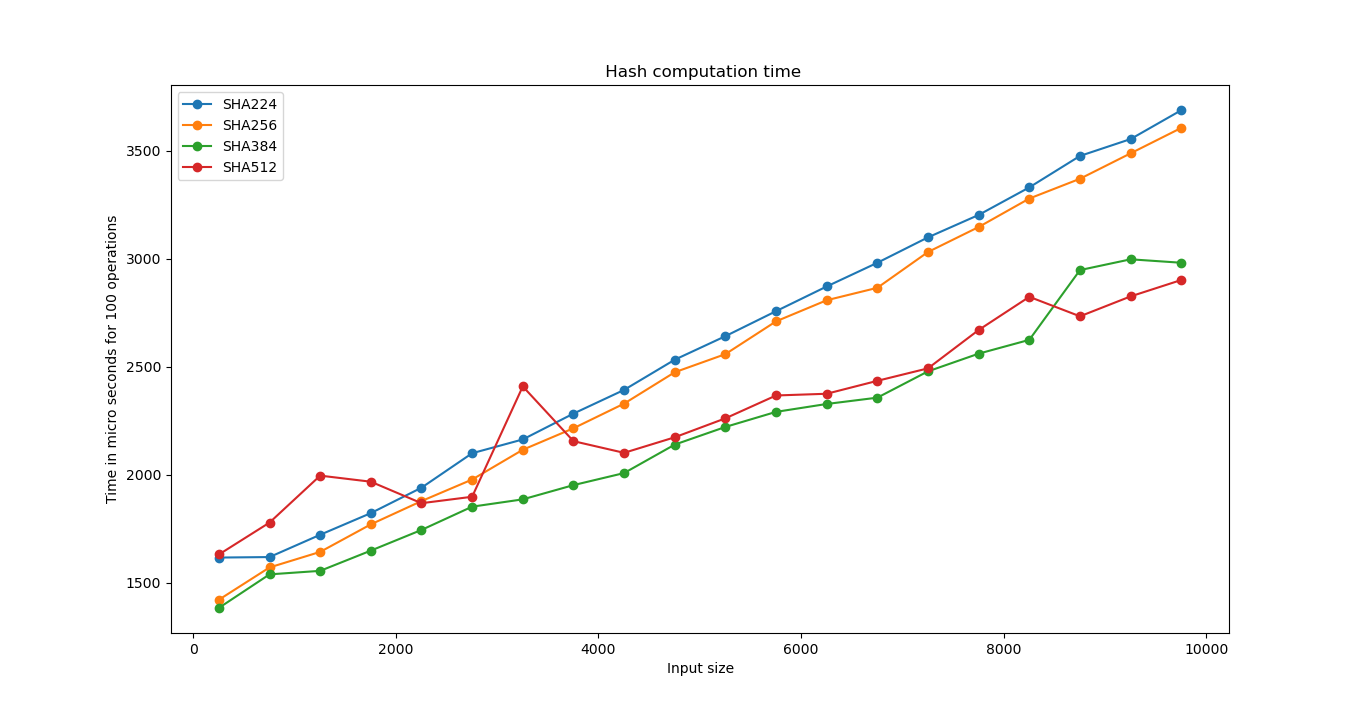 Hash computation time
SHA224
SHA256
SHA384
SHA512
3500
3000
2500
2000
1500
Time in micro seconds for 100 operations
0 2000 4000 6000 8000 10000
Input size